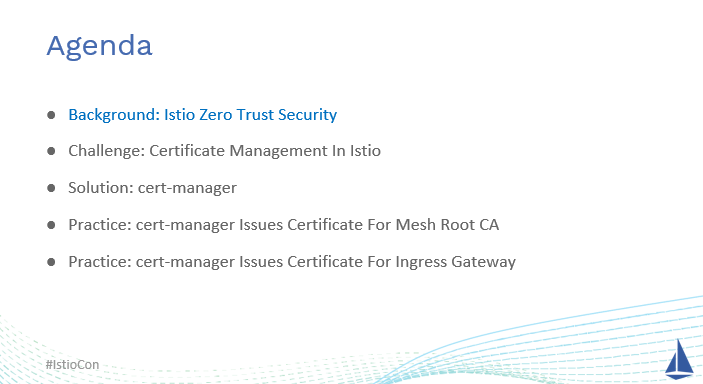 Agenda
● Background: Istio Zero Trust Security
● Challenge: Certificate Management In Istio
● Solution: cert-manager
● Practice: cert-manager Issues Certificate For Mesh Root CA
● Practice: cert-manager Issues Certificate For Ingress Gateway
#IstioCon